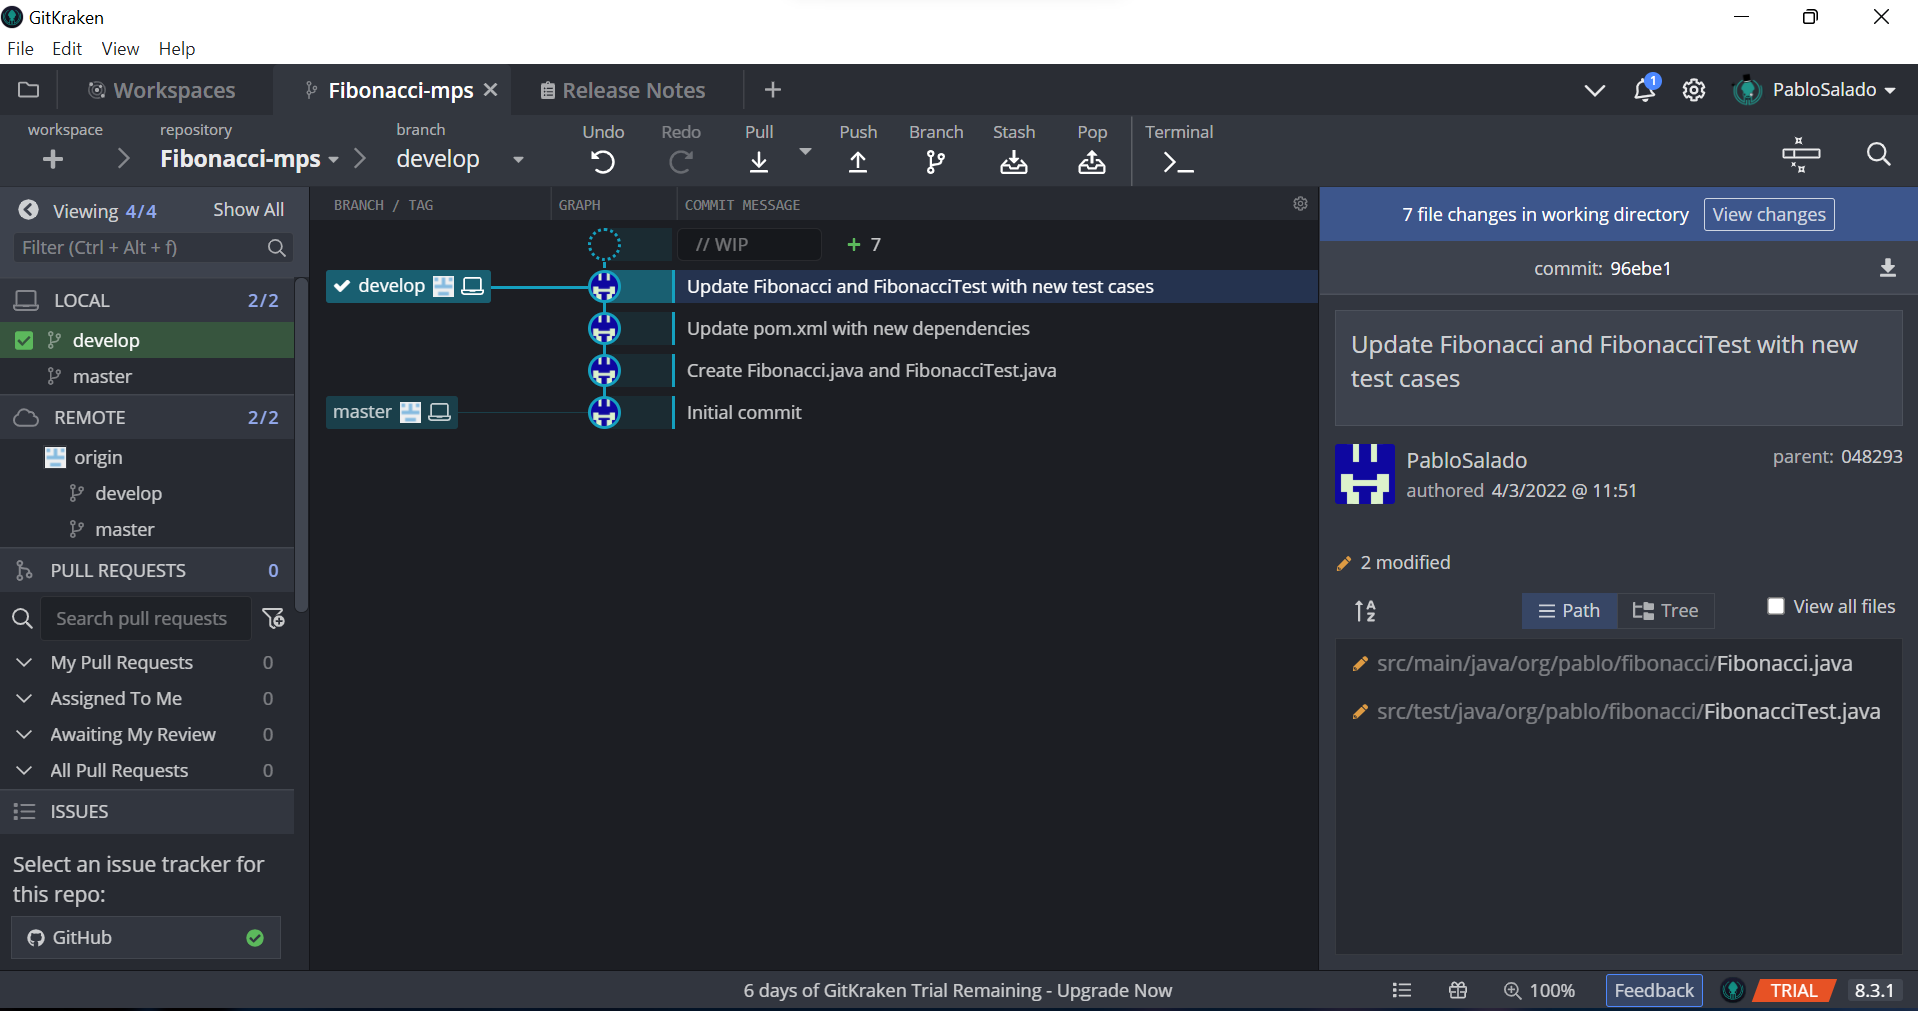 GitKraken
File Edit View Help
Workspaces Fibonacci-mps Release Notes 1 PabloSalado
workspace repository branch Undo Redo Pull Push Branch Stash Pop Terminal
Fibonacci-mps develop
Viewing 4/4 Show All
Filter (Ctrl + Alt + f)
LOCAL 2/2
develop
master
REMOTE 2/2
origin
develop
master
PULL REQUESTS 0
Search pull requests
My Pull Requests 0
Assigned To Me 0
Awaiting My Review 0
All Pull Requests 0
ISSUES
Select an issue tracker for
this repo:
GitHub
BRANCH / TAG GRAPH COMMIT MESSAGE
// WIP + 7
develop Update Fibonacci and FibonacciTest with new test cases
Update pom.xml with new dependencies
Create Fibonacci.java and FibonacciTest.java
master Initial commit
7 file changes in working directory View changes
commit: 96ebe1
Update Fibonacci and FibonacciTest with new
test cases
PabloSalado parent: 048293
authored 4/3/2022 @ 11:51
2 modified
A
Z Path Tree View all files
src/main/java/org/pablo/fibonacci/Fibonacci.java
src/test/java/org/pablo/fibonacci/FibonacciTest.java
6 days of GitKraken Trial Remaining - Upgrade Now 100% Feedback TRIAL 8.3.1